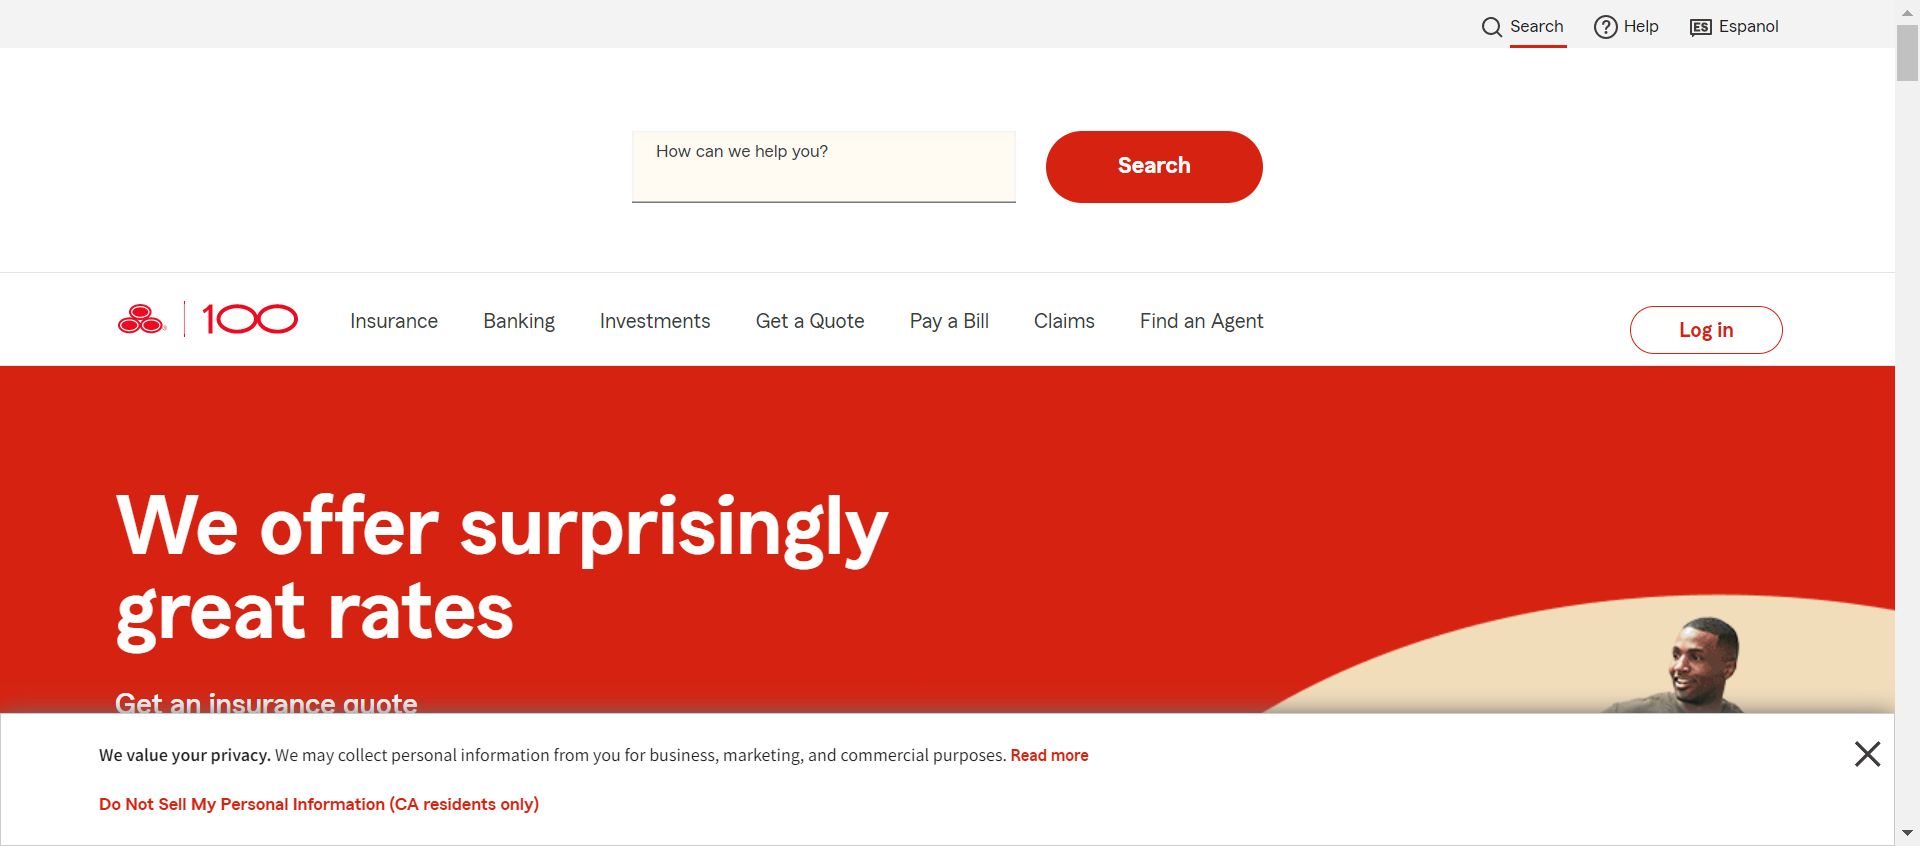 Search
Help
ES
Espanol
How can we help you?
Search
100
Insurance
Banking
Investments
Get a Quote
Pay a Bill
Claims
Find an Agent
Log in
We offer surprisingly
great rates
Get an insurance quote
We value your privacy. We may collect personal information from you for business, marketing, and commercial purposes. Read more
Do Not Sell My Personal Information (CA residents only)